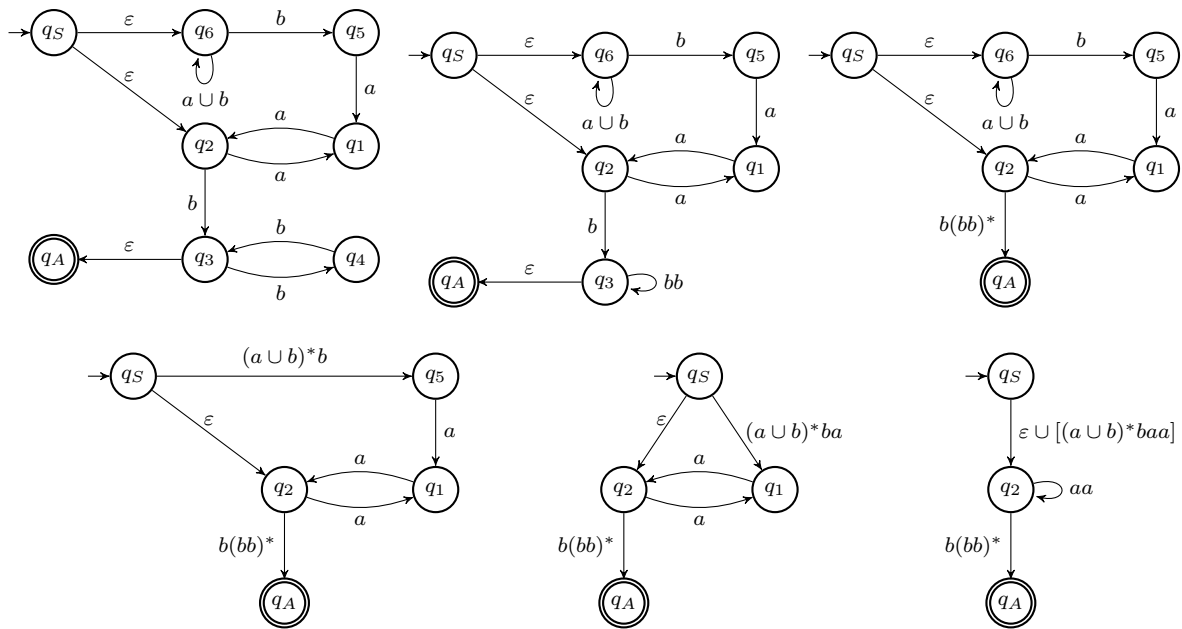 q_S ε q_6 b q_5
ε a ∪ b a
q_2 a a q_1
b
q_A ε q_3 b b q_4
q_S ε q_6 b q_5
ε a ∪ b a
q_2 a a q_1
b
q_A ε q_3 bb
q_S ε q_6 b q_5
ε a ∪ b a
q_2 a a q_1
b(bb)*
q_A
q_S (a ∪ b)*b q_5
ε a
q_2 a a q_1
b(bb)*
q_A
q_S
ε (a ∪ b)*ba
q_2 a a q_1
b(bb)*
q_A
q_S
ε ∪ [(a ∪ b)*baa]
q_2 aa
b(bb)*
q_A